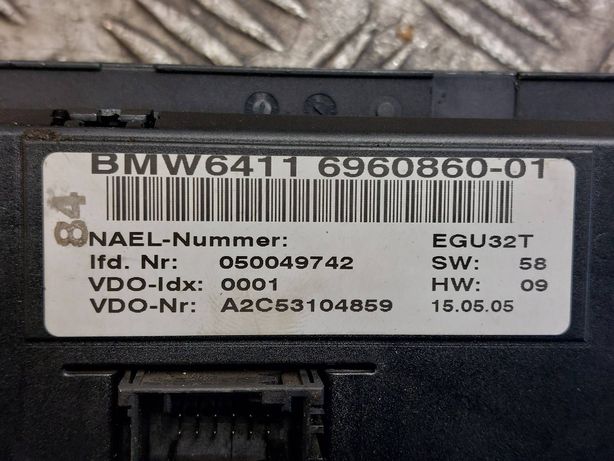 BMW6411 6960860-01
84
NAEL-Nummer: EGU32T
lfd. Nr: 050049742 SW: 58
VDO-Idx: 0001 HW: 09
VDO-Nr: A2C53104859 15.05.05